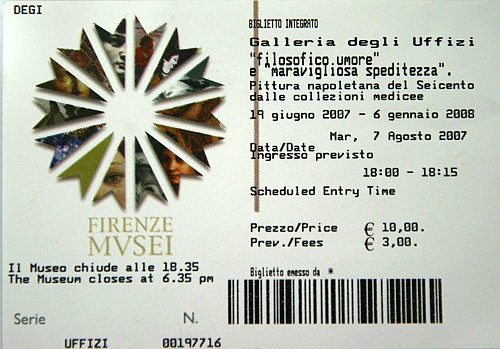 DEGI
BIGLIETTO INTEGRATO
Galleria degli Uffizi
"filosofico umore"
e "maravigliosa speditezza".
Pittura napoletana del Seicento
dalle collezioni medicee
19 giugno 2007 - 6 gennaio 2008
Mar, 7 Agosto 2007
Data/Date
Ingresso previsto
18:00 - 18:15
Scheduled Entry Time
Prezzo/Price € 10,00.
Prev./Fees € 3,00.
Biglietto emesso da *
FIRENZE
MVSEI
Il Museo chiude alle 18.35
The Museum closes at 6.35 pm
Serie N.
UFFIZI 00197716